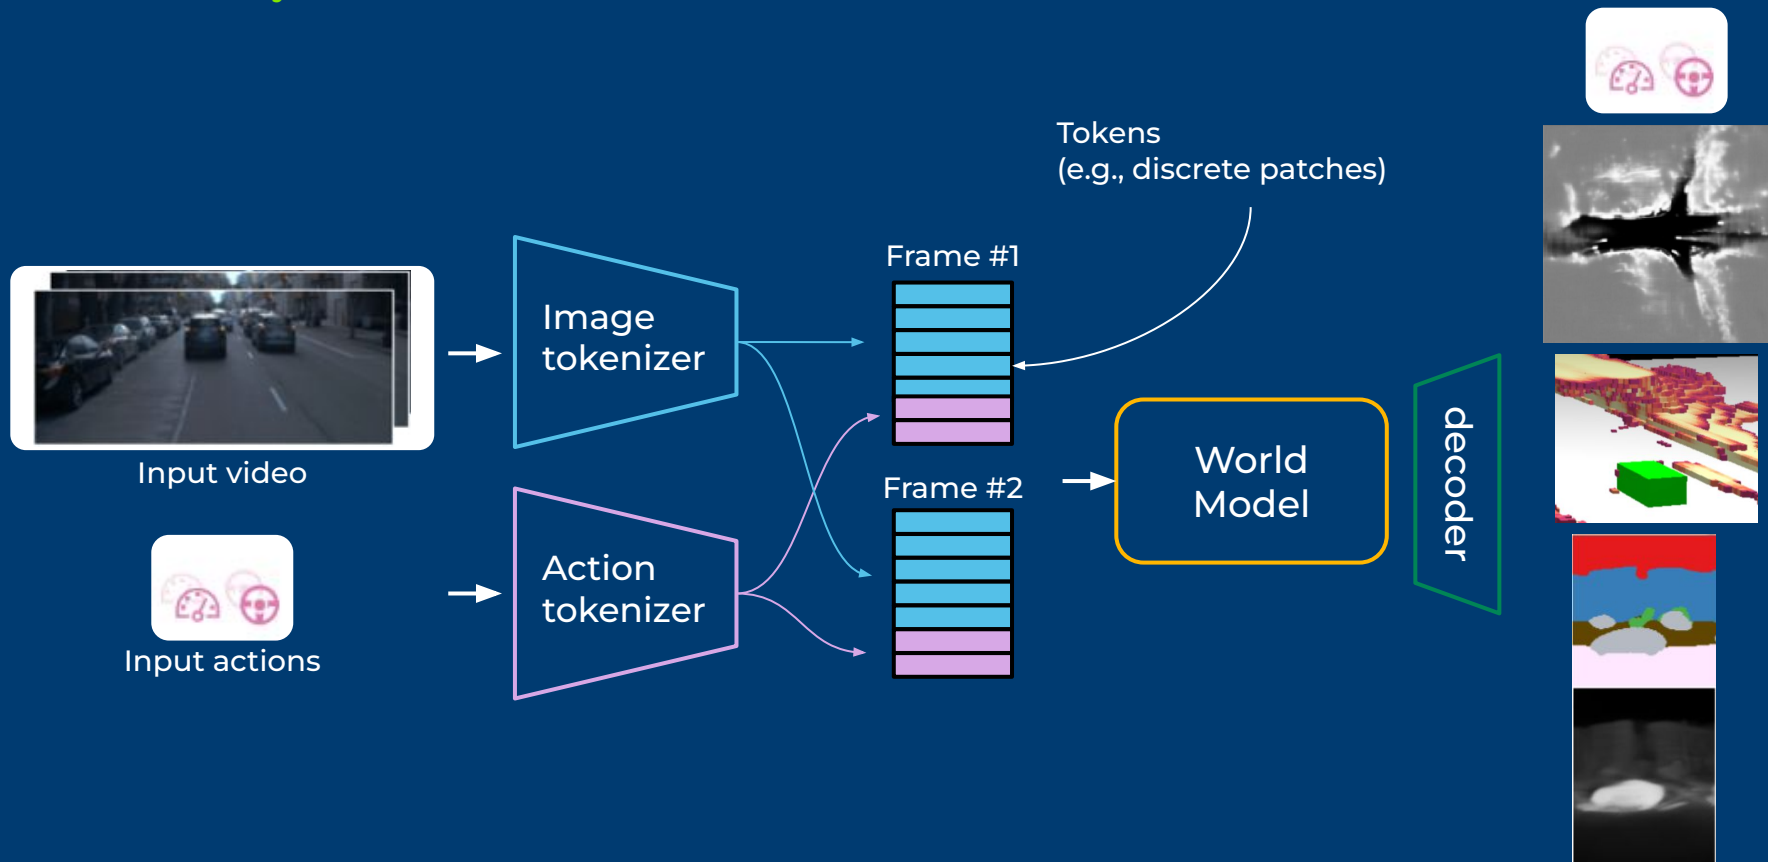 Tokens
(e.g., discrete patches)
Frame #1
Image
tokenizer
Input video
World
Model
decoder
Frame #2
Action
tokenizer
Input actions